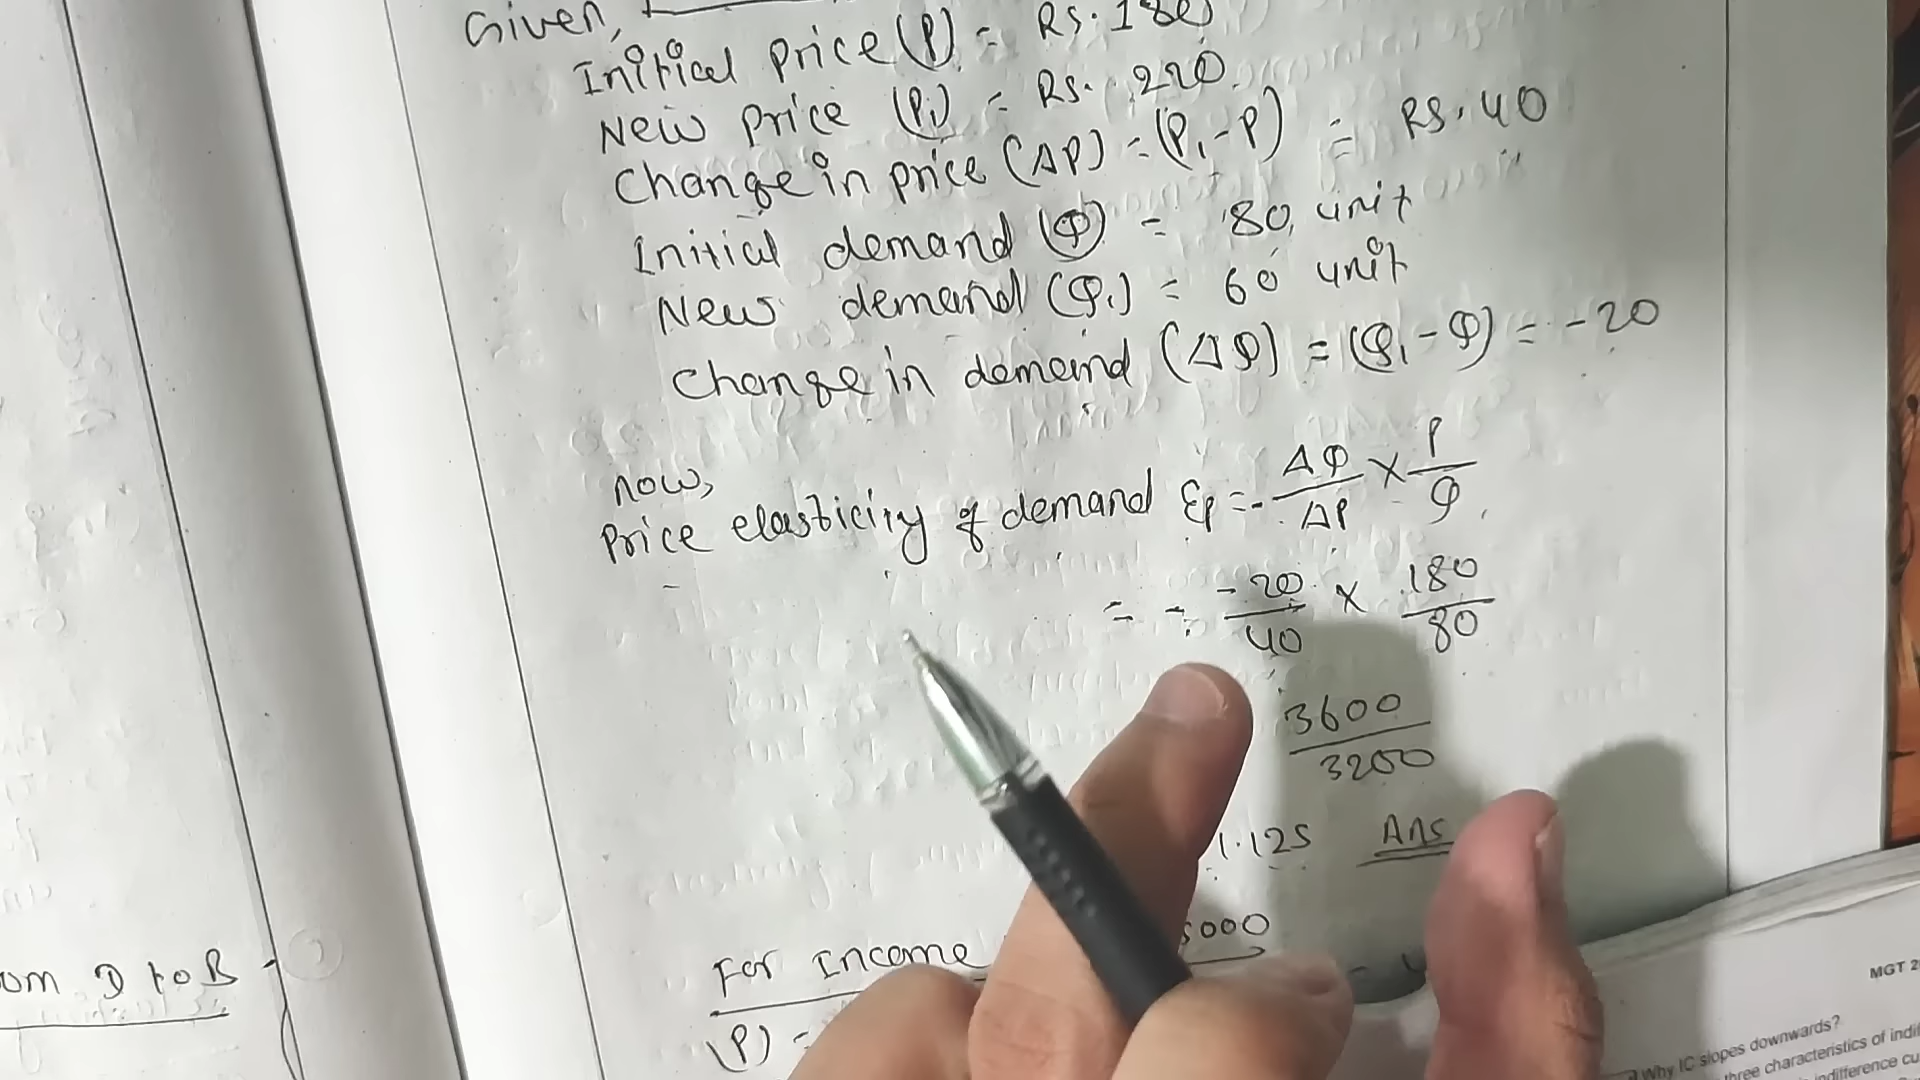 Given,
Initial price (P) = Rs. 180
New price (P₁) = Rs. 220
Change in price (ΔP) = (P₁-P) = Rs. 40
Initial demand (Q) = 80 unit
New demand (Q₁) = 60 unit
Change in demand (ΔQ) = (Q₁ - Q) = -20
now,
Price elasticity of demand Ep = - ΔQ/ΔP × P/Q
= - -20/40 × 180/80
3600/3200
1.125 Ans
For Income 5000
(P) =
om D to B
MGT 2
Why IC slopes downwards?
three characteristics of indif
indifference cu